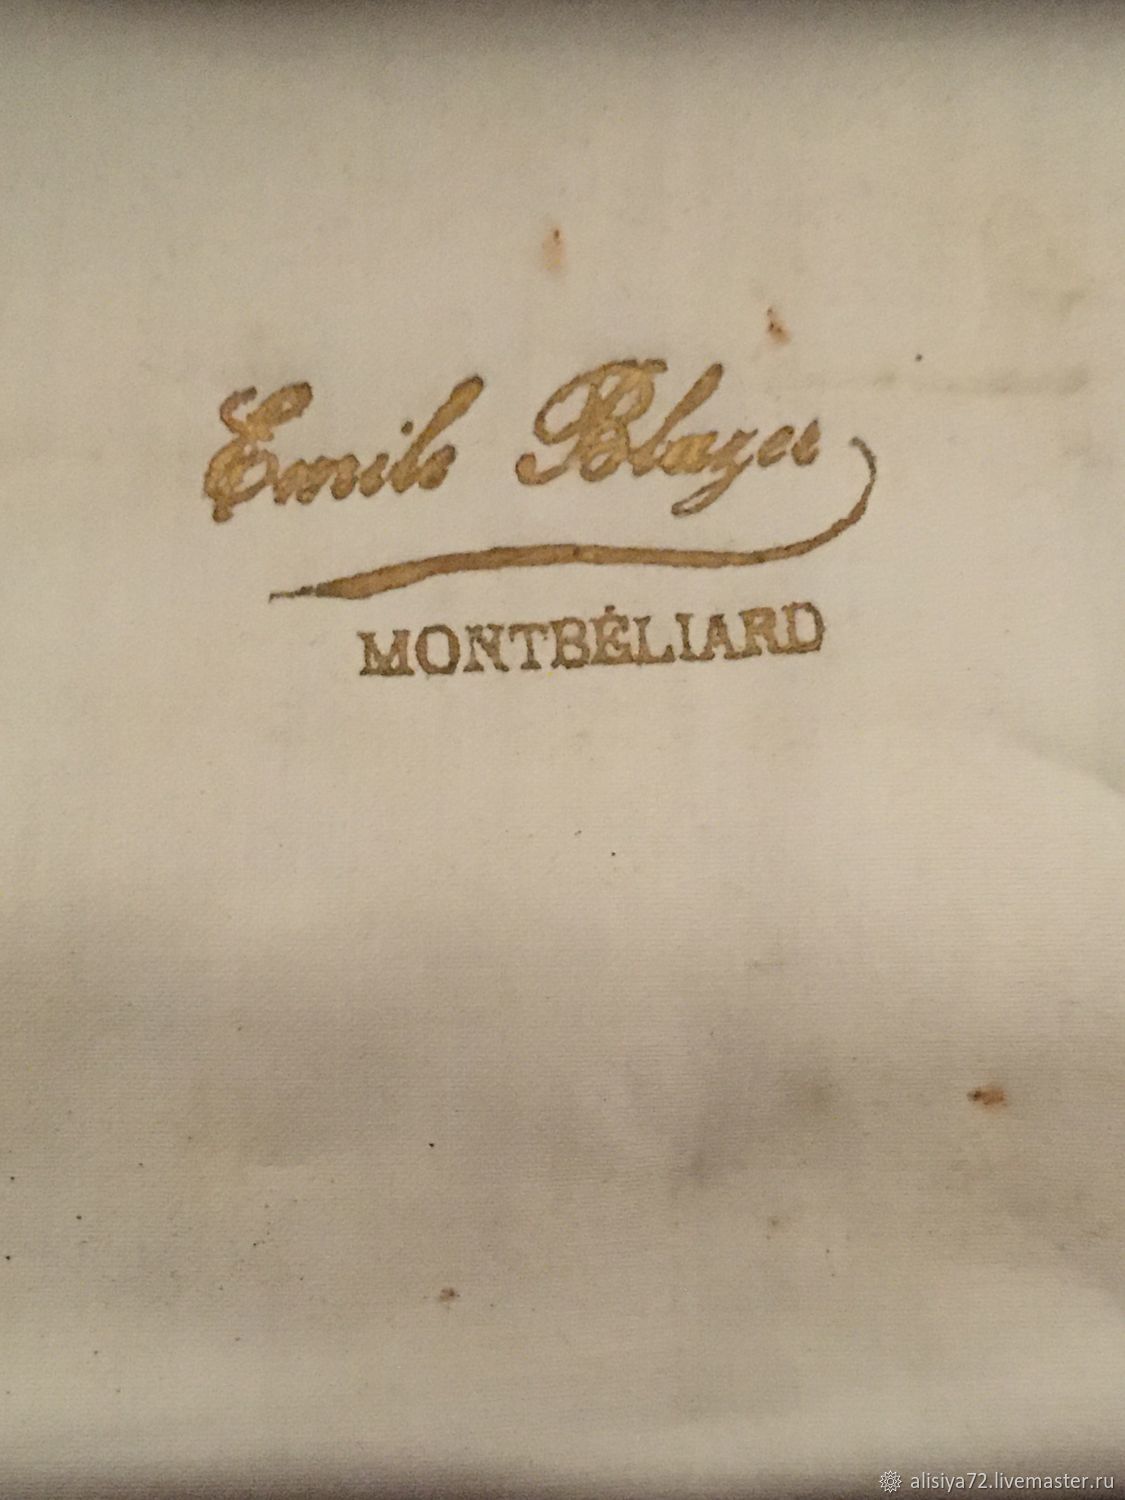 Emile Blazer
MONTBÉLIARD
alisiya72.livemaster.ru